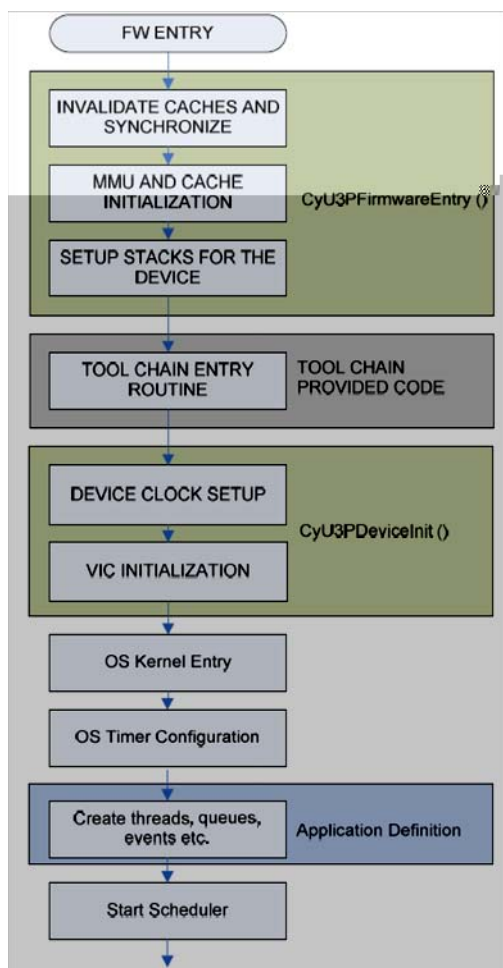 FW ENTRY
INVALIDATE CACHES AND
SYNCHRONIZE
MMU AND CACHE
INITIALIZATION
CyU3PFirmwareEntry ()
SETUP STACKS FOR THE
DEVICE
TOOL CHAIN ENTRY
ROUTINE
TOOL CHAIN
PROVIDED CODE
DEVICE CLOCK SETUP
CyU3PDeviceInit ()
VIC INITIALIZATION
OS Kernel Entry
OS Timer Configuration
Create threads, queues,
events etc.
Application Definition
Start Scheduler